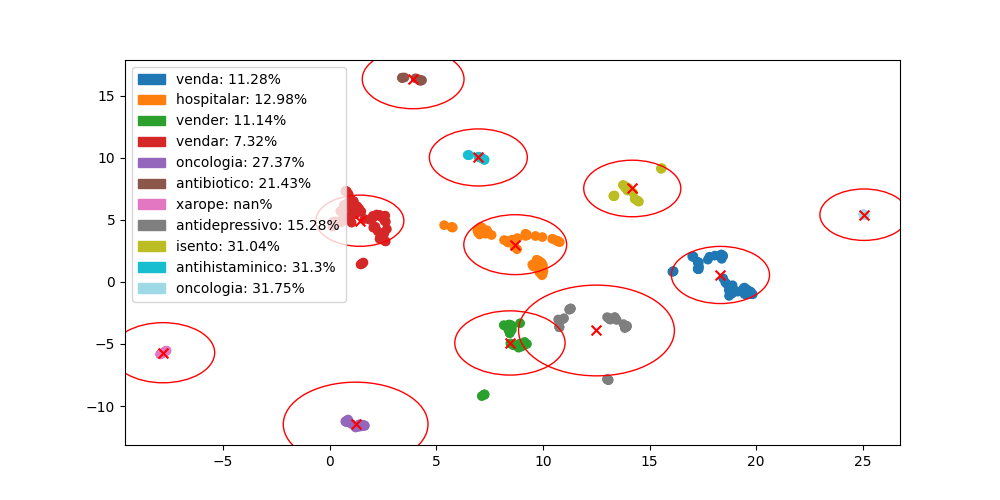 venda: 11.28%
hospitalar: 12.98%
vender: 11.14%
vendar: 7.32%
oncologia: 27.37%
antibiotico: 21.43%
xarope: nan%
antidepressivo: 15.28%
isento: 31.04%
antihistaminico: 31.3%
oncologia: 31.75%
15
10
5
0
−5
−10
−5 0 5 10 15 20 25